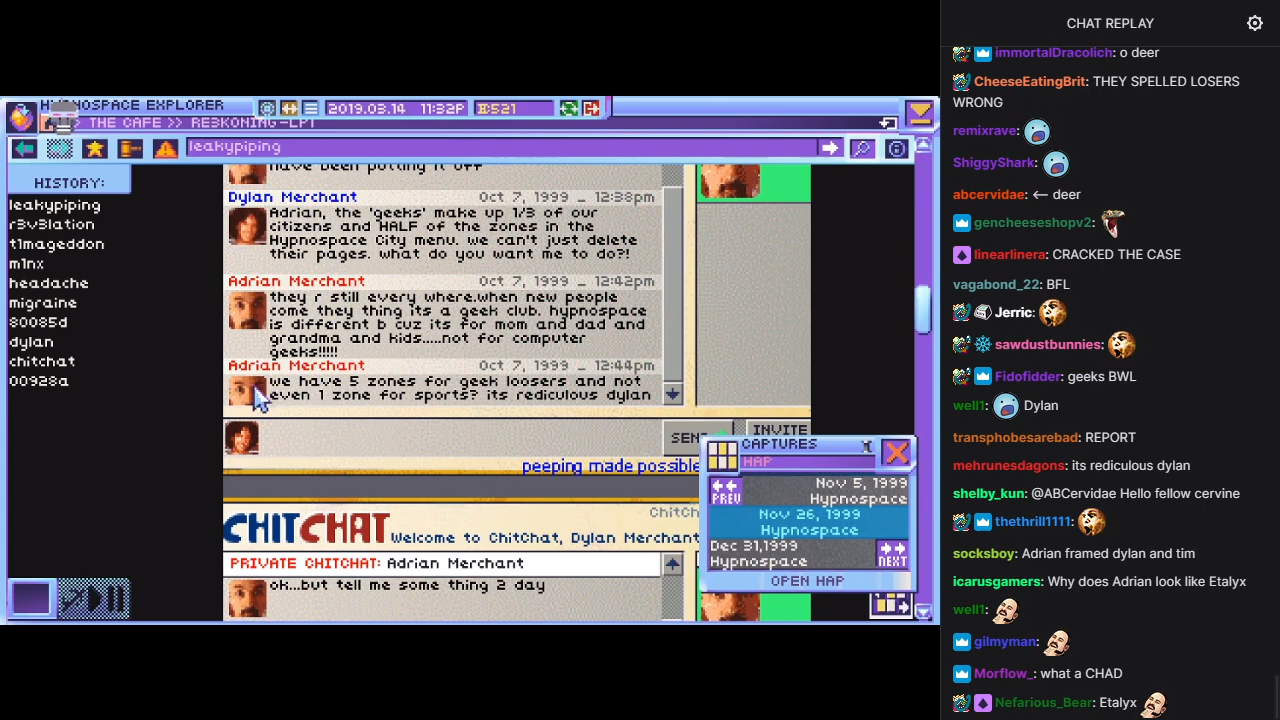 HYPNOSPACE EXPLORER
2019.03.14 11:32P
521
THE CAFE >> RE3KONING-LPT
leakypiping
HISTORY:
leakypiping
r3v3lation
t1mageddon
m1nx
headache
migraine
80085d
dylan
chitchat
00928a
have been putting it off
Dylan Merchant Oct 7, 1999 _ 12:38pm
Adrian, the 'geeks' make up 1/3 of our
citizens and HALF of the zones in the
Hypnospace City menu. we can't just delete
their pages. what do you want me to do?!
Adrian Merchant Oct 7, 1999 _ 12:42pm
they r still every where.when new people
come they thing its a geek club. hypnospace
is different b cuz its for mom and dad and
grandma and kids.....not for computer
geeks!!!!!
Adrian Merchant Oct 7, 1999 _ 12:44pm
we have 5 zones for geek loosers and not
even 1 zone for sports? its rediculous dylan
SEN
INVITE
peeping made possible
CHITCHAT
ChitCh
Welcome to ChitChat, Dylan Merchant
PRIVATE CHITCHAT: Adrian Merchant
ok...but tell me some thing 2 day
CAPTURES
HAP
PREV
Nov 5, 1999
Hypnospace
Nov 26, 1999
Hypnospace
Dec 31,1999
Hypnospace
NEXT
OPEN HAP
CHAT REPLAY
immortalDracolich: o deer
CheeseEatingBrit: THEY SPELLED LOSERS
WRONG
remixrave:
ShiggyShark:
abcervidae: <- deer
gencheeseshopv2:
linearlinera: CRACKED THE CASE
vagabond_22: BFL
Jerric:
sawdustbunnies:
Fidofidder: geeks BWL
well1: Dylan
transphobesarebad: REPORT
mehrunesdagons: its rediculous dylan
shelby_kun: @ABCervidae Hello fellow cervine
thethrill1111:
socksboy: Adrian framed dylan and tim
icarusgamers: Why does Adrian look like Etalyx
well1:
gilmyman:
Morflow_: what a CHAD
Nefarious_Bear: Etalyx